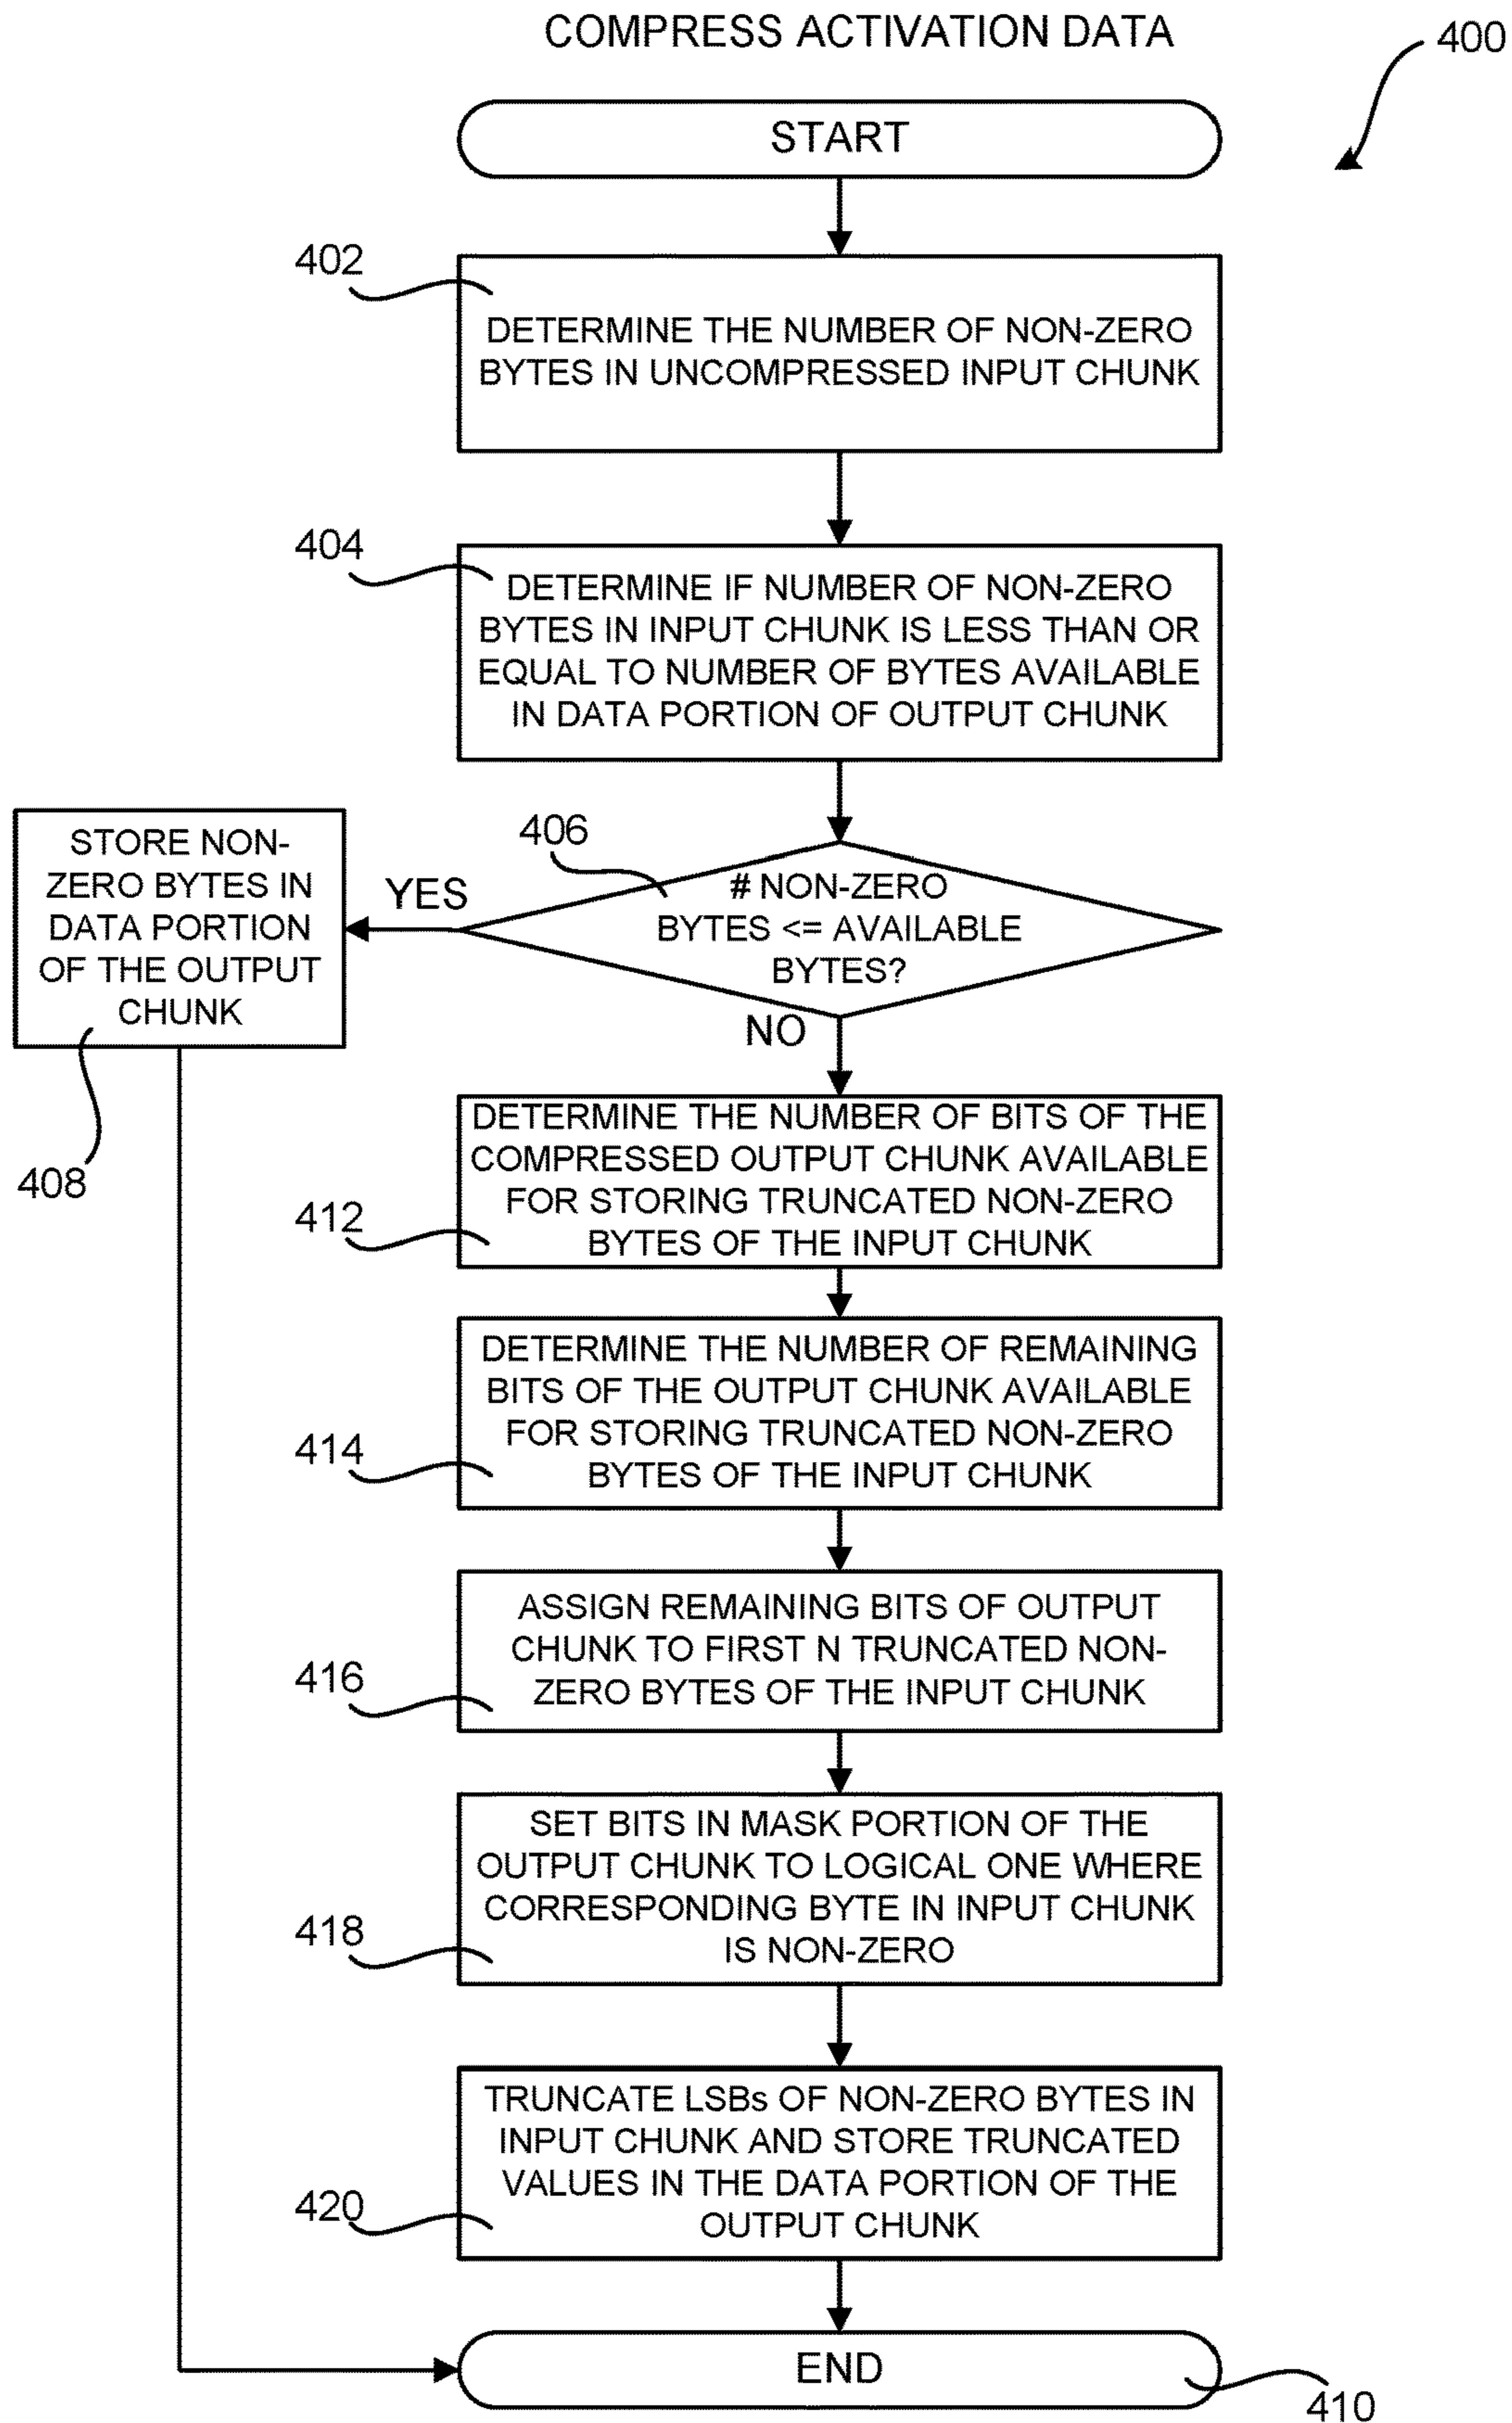 COMPRESS ACTIVATION DATA
400
START
402
DETERMINE THE NUMBER OF NON-ZERO
BYTES IN UNCOMPRESSED INPUT CHUNK
404
DETERMINE IF NUMBER OF NON-ZERO
BYTES IN INPUT CHUNK IS LESS THAN OR
EQUAL TO NUMBER OF BYTES AVAILABLE
IN DATA PORTION OF OUTPUT CHUNK
406
# NON-ZERO
BYTES <= AVAILABLE
BYTES?
YES
STORE NON-
ZERO BYTES IN
DATA PORTION
OF THE OUTPUT
CHUNK
408
NO
DETERMINE THE NUMBER OF BITS OF THE
COMPRESSED OUTPUT CHUNK AVAILABLE
FOR STORING TRUNCATED NON-ZERO
BYTES OF THE INPUT CHUNK
412
DETERMINE THE NUMBER OF REMAINING
BITS OF THE OUTPUT CHUNK AVAILABLE
FOR STORING TRUNCATED NON-ZERO
BYTES OF THE INPUT CHUNK
414
ASSIGN REMAINING BITS OF OUTPUT
CHUNK TO FIRST N TRUNCATED NON-
ZERO BYTES OF THE INPUT CHUNK
416
SET BITS IN MASK PORTION OF THE
OUTPUT CHUNK TO LOGICAL ONE WHERE
CORRESPONDING BYTE IN INPUT CHUNK
IS NON-ZERO
418
TRUNCATE LSBs OF NON-ZERO BYTES IN
INPUT CHUNK AND STORE TRUNCATED
VALUES IN THE DATA PORTION OF THE
OUTPUT CHUNK
420
END
410